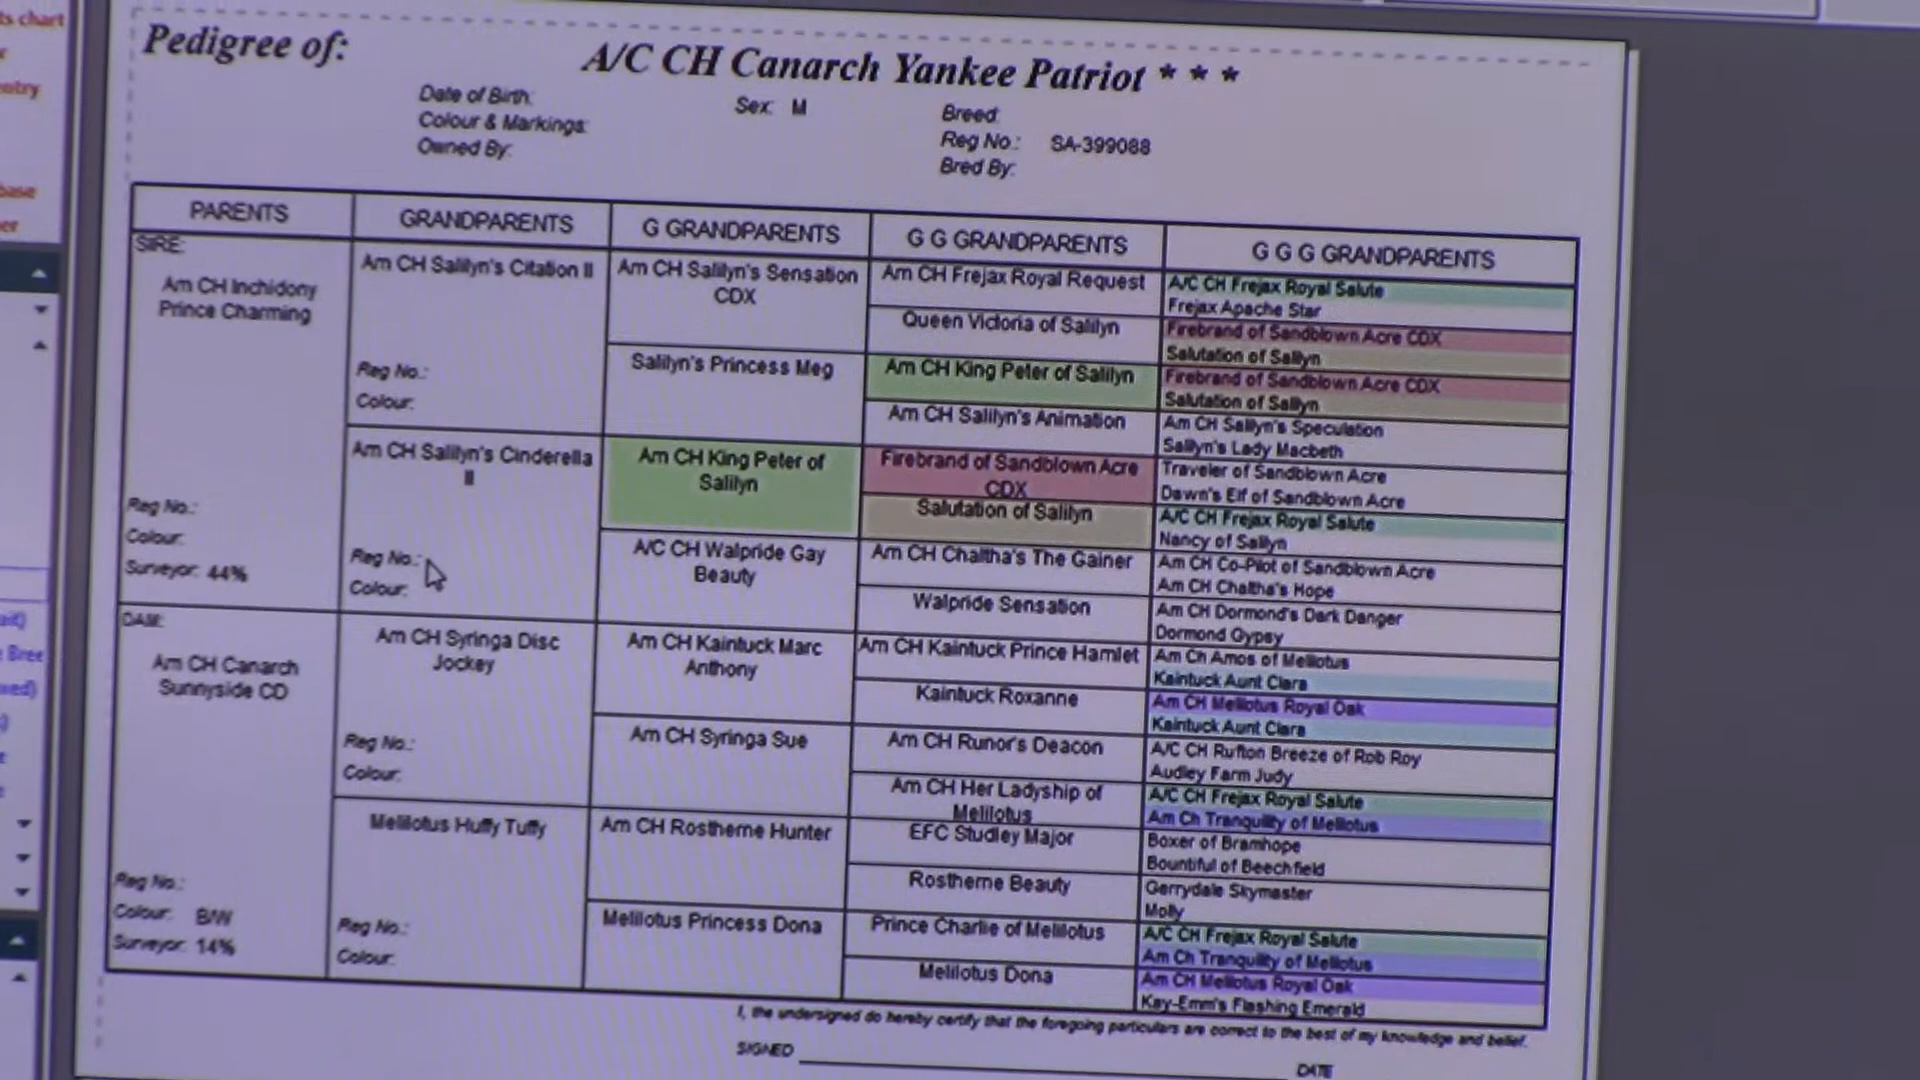 ts chart
entry
base
Bree
Pedigree of:
A/C CH Canarch Yankee Patriot * * *
Date of Birth:
Sex: M
Breed:
Colour & Markings:
Reg No.: SA-399088
Owned By:
Bred By:
PARENTS
GRANDPARENTS
G GRANDPARENTS
G G GRANDPARENTS
G G G GRANDPARENTS
SIRE:
Am CH Inchidony
Prince Charming
Reg No.:
Colour:
Surveyor: 44%
DAM:
Am CH Canarch
Sunnyside CD
Reg No.:
Colour: B/W
Surveyor: 14%
Am CH Salilyn's Citation II
Reg No.:
Colour:
Am CH Salilyn's Cinderella
II
Reg No.:
Colour:
Am CH Syringa Disc
Jockey
Reg No.:
Colour:
Melilotus Huffy Tuffy
Reg No.:
Colour:
Am CH Salilyn's Sensation
CDX
Salilyn's Princess Meg
Am CH King Peter of
Salilyn
A/C CH Walpride Gay
Beauty
Am CH Kaintuck Marc
Anthony
Am CH Syringa Sue
Am CH Rostherne Hunter
Melilotus Princess Dona
Am CH Frejax Royal Request
Queen Victoria of Salilyn
Am CH King Peter of Salilyn
Am CH Salilyn's Animation
Firebrand of Sandblown Acre
CDX
Salutation of Salilyn
Am CH Chaltha's The Gainer
Walpride Sensation
Am CH Kaintuck Prince Hamlet
Kaintuck Roxanne
Am CH Runor's Deacon
Am CH Her Ladyship of
Melilotus
EFC Studley Major
Rostherne Beauty
Prince Charlie of Melilotus
Melilotus Dona
A/C CH Frejax Royal Salute
Frejax Apache Star
Firebrand of Sandblown Acre CDX
Salutation of Salilyn
Firebrand of Sandblown Acre CDX
Salutation of Salilyn
Am CH Salilyn's Speculation
Salilyn's Lady Macbeth
Traveler of Sandblown Acre
Dawn's Elf of Sandblown Acre
A/C CH Frejax Royal Salute
Nancy of Salilyn
Am CH Co-Pilot of Sandblown Acre
Am CH Chaltha's Hope
Am CH Dormond's Dark Danger
Dormond Gypsy
Am Ch Amos of Melilotus
Kaintuck Aunt Clara
Am CH Melilotus Royal Oak
Kaintuck Aunt Clara
A/C CH Rufton Breeze of Rob Roy
Audley Farm Judy
A/C CH Frejax Royal Salute
Am Ch Tranquility of Melilotus
Boxer of Bramhope
Bountiful of Beechfield
Gerrydale Skymaster
Molly
A/C CH Frejax Royal Salute
Am Ch Tranquility of Melilotus
Am CH Melilotus Royal Oak
Kay-Emm's Flashing Emerald
I, the undersigned do hereby certify that the foregoing particulars are correct to the best of my knowledge and belief.
SIGNED
DATE